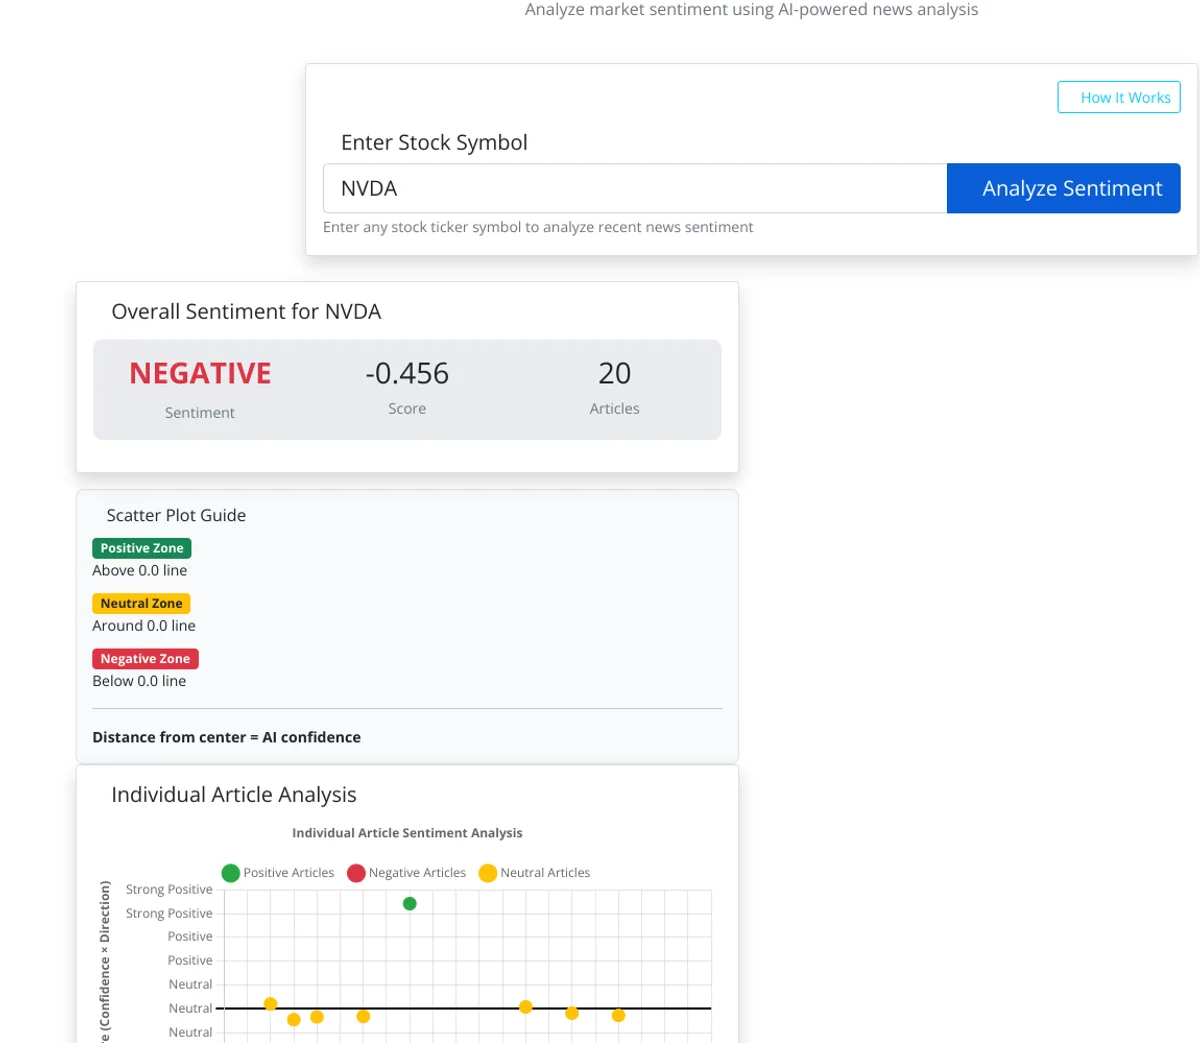 Analyze market sentiment using AI-powered news analysis
How It Works
Enter Stock Symbol
NVDA
Analyze Sentiment
Enter any stock ticker symbol to analyze recent news sentiment
Overall Sentiment for NVDA
NEGATIVE
Sentiment
-0.456
Score
20
Articles
Scatter Plot Guide
Positive Zone
Above 0.0 line
Neutral Zone
Around 0.0 line
Negative Zone
Below 0.0 line
Distance from center = AI confidence
Individual Article Analysis
Individual Article Sentiment Analysis
Positive Articles
Negative Articles
Neutral Articles
Strong Positive
Strong Positive
Positive
Positive
Neutral
Neutral
Neutral
(Confidence × Direction)